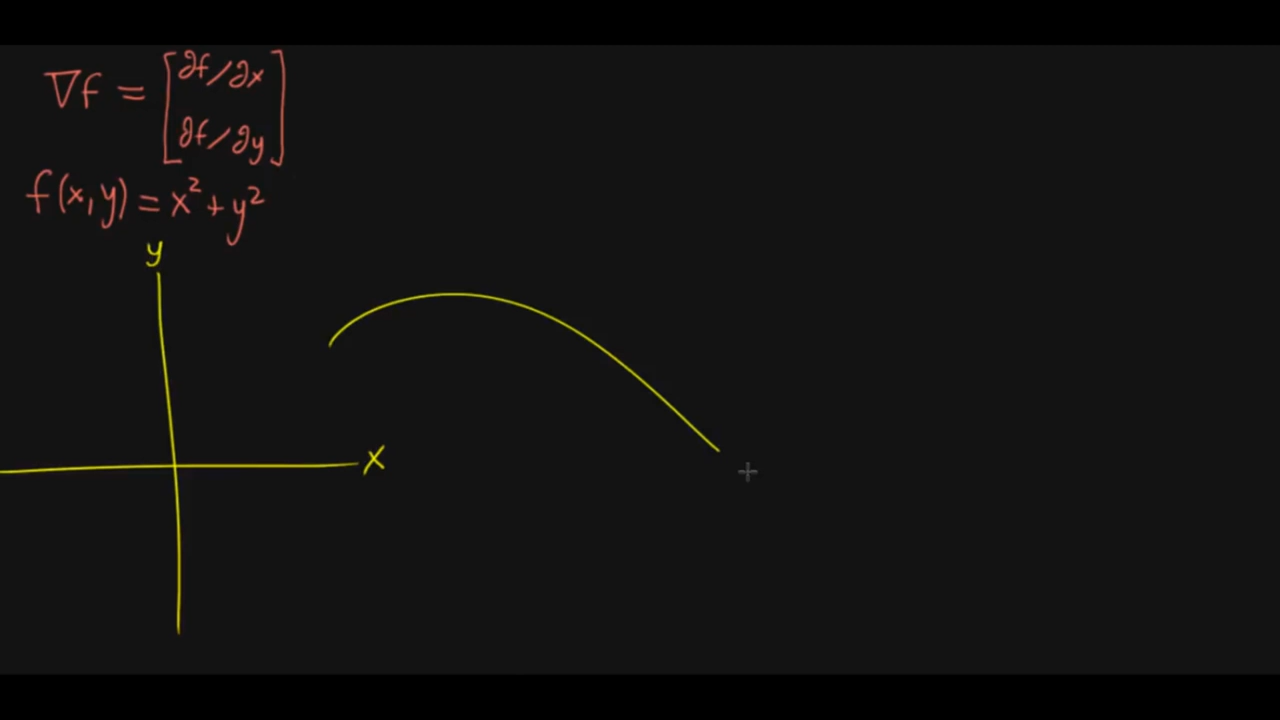 ∇f = [∂f/∂x
∂f/∂y]
f(x,y) = x² + y²
y
x